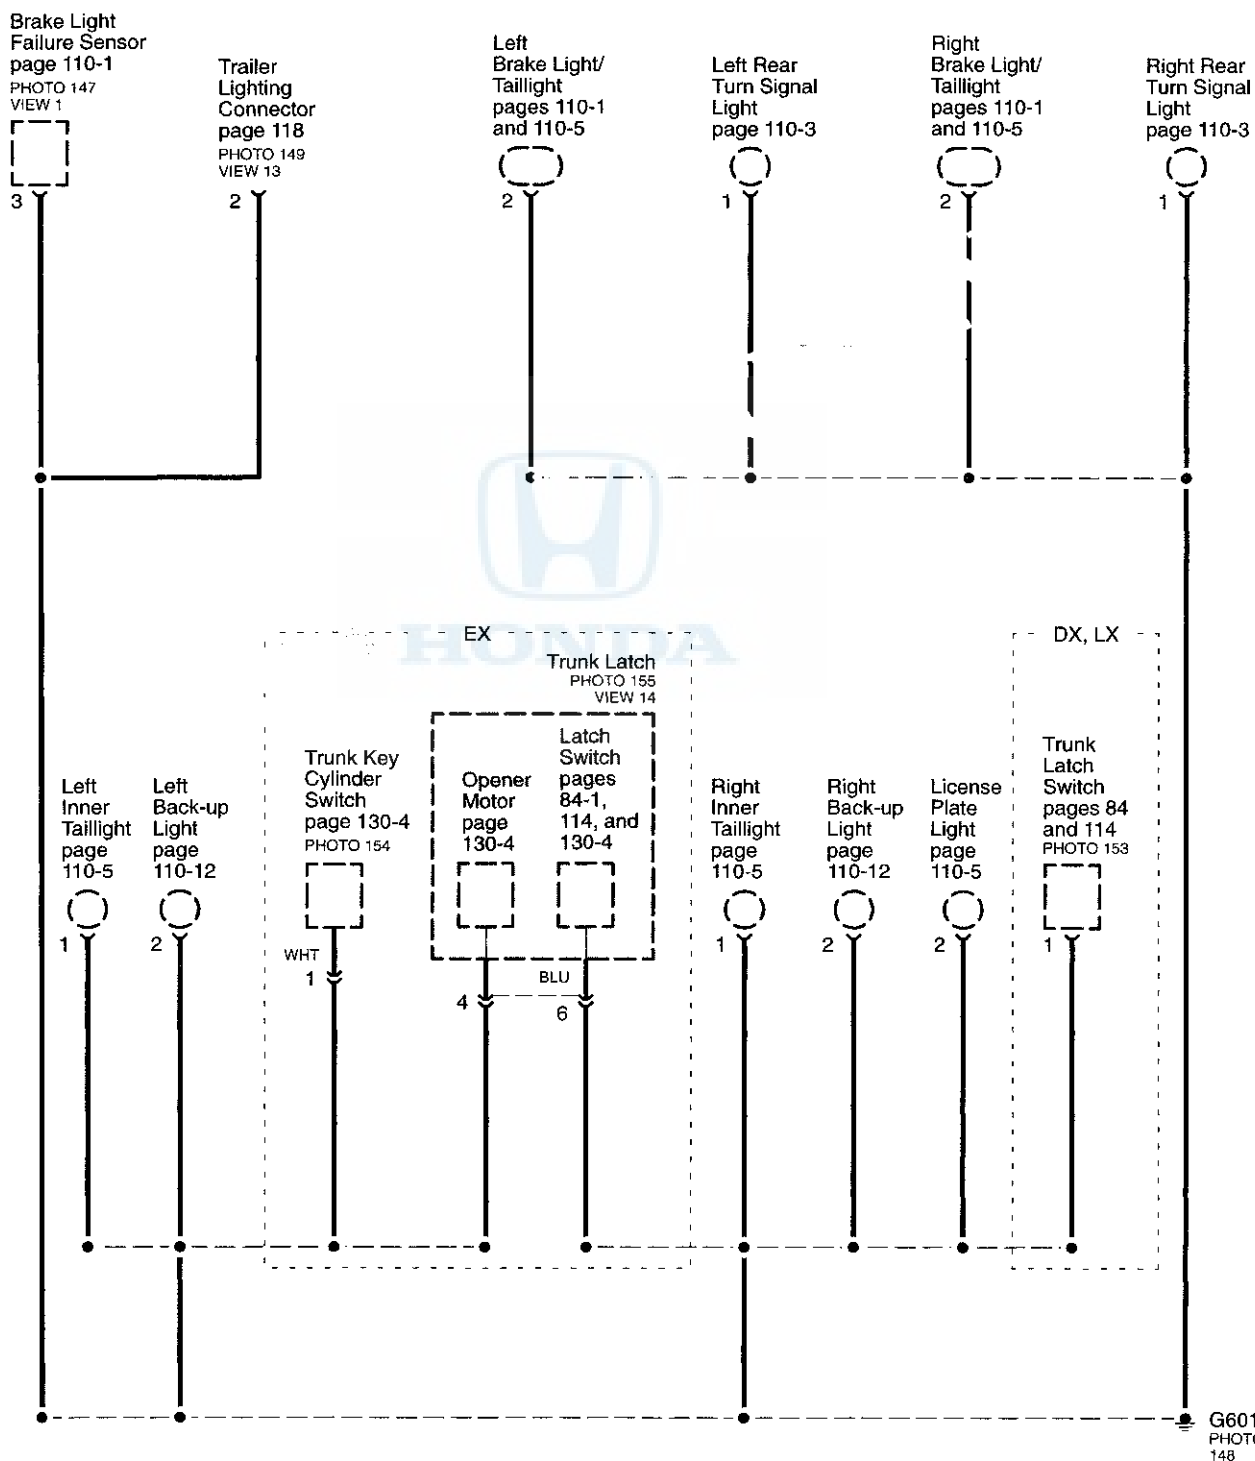 Brake Light
Failure Sensor
page 110-1
PHOTO 147
VIEW 1
3
Trailer
Lighting
Connector
page 118
PHOTO 149
VIEW 13
2
Left
Brake Light/
Taillight
pages 110-1
and 110-5
2
Left Rear
Turn Signal
Light
page 110-3
1
Right
Brake Light/
Taillight
pages 110-1
and 110-5
2
Right Rear
Turn Signal
Light
page 110-3
1
HONDA
EX
Trunk Latch
PHOTO 155
VIEW 14
DX, LX
Left
Inner
Taillight
page
110-5
1
Left
Back-up
Light
page
110-12
2
Trunk Key
Cylinder
Switch
page 130-4
PHOTO 154
WHT
1
Opener
Motor
page
130-4
4
Latch
Switch
pages
84-1,
114, and
130-4
BLU
6
Right
Inner
Taillight
page
110-5
1
Right
Back-up
Light
page
110-12
2
License
Plate
Light
page
110-5
2
Trunk
Latch
Switch
pages 84
and 114
PHOTO 153
1
G601
PHOTO
148